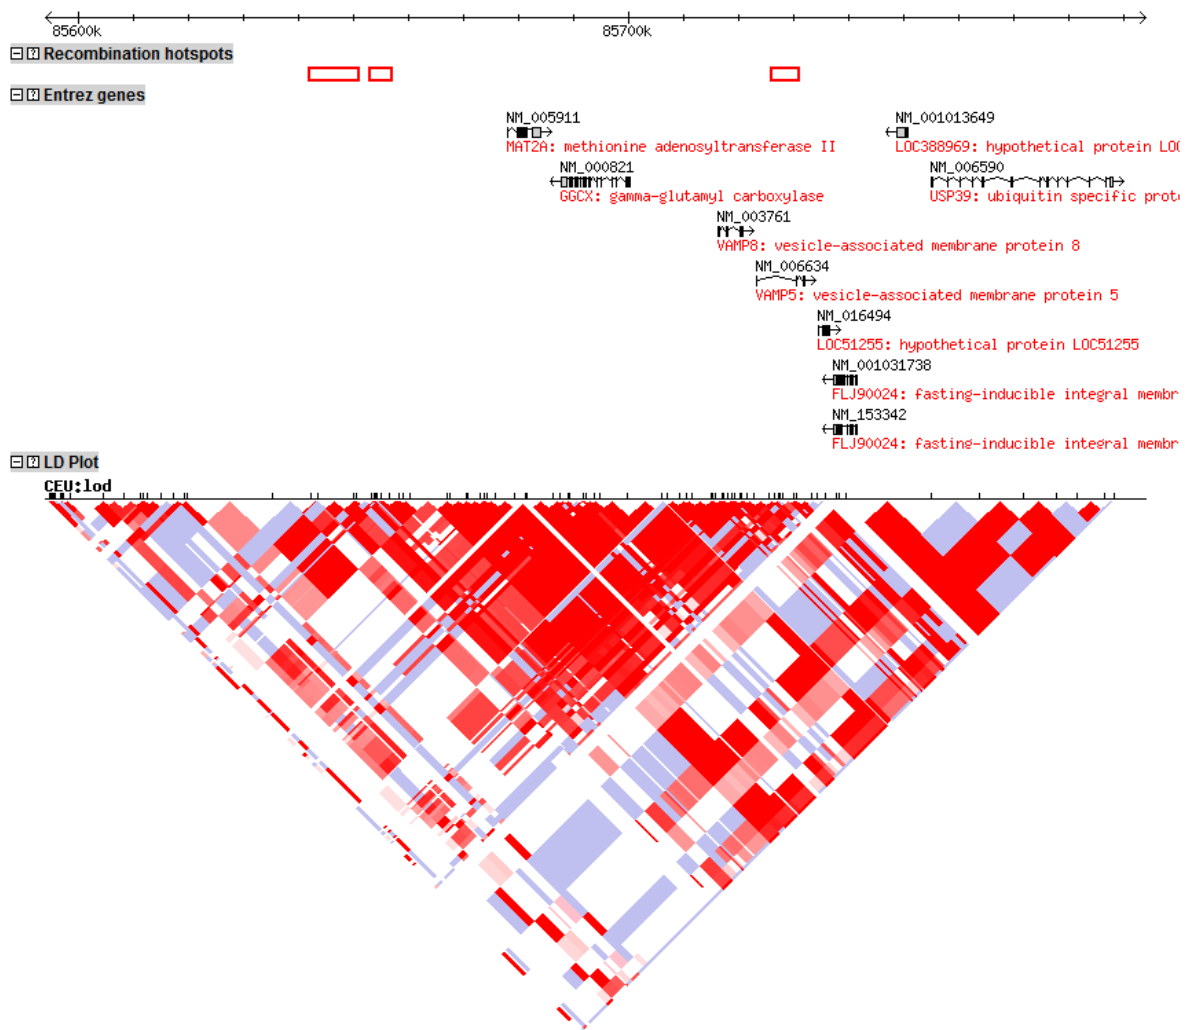 85600k 85700k
Recombination hotspots
Entrez genes
NM_005911 NM_001013649
MAT2A: methionine adenosyltransferase II LOC388969: hypothetical protein LOC
NM_000821 NM_006590
GGCX: gamma-glutamyl carboxylase USP39: ubiquitin specific prot
NM_003761
VAMP8: vesicle-associated membrane protein 8
NM_006634
VAMP5: vesicle-associated membrane protein 5
NM_016494
LOC51255: hypothetical protein LOC51255
NM_001031738
FLJ90024: fasting-inducible integral membr
NM_153342
FLJ90024: fasting-inducible integral membr
LD Plot
CEU:lod